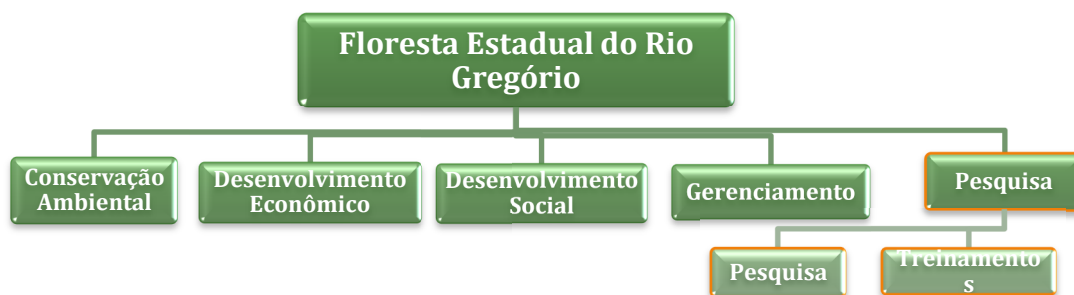 Floresta Estadual do Rio
Gregório
Conservação
Ambiental
Desenvolvimento
Econômico
Desenvolvimento
Social
Gerenciamento
Pesquisa
Pesquisa
Treinamento
s